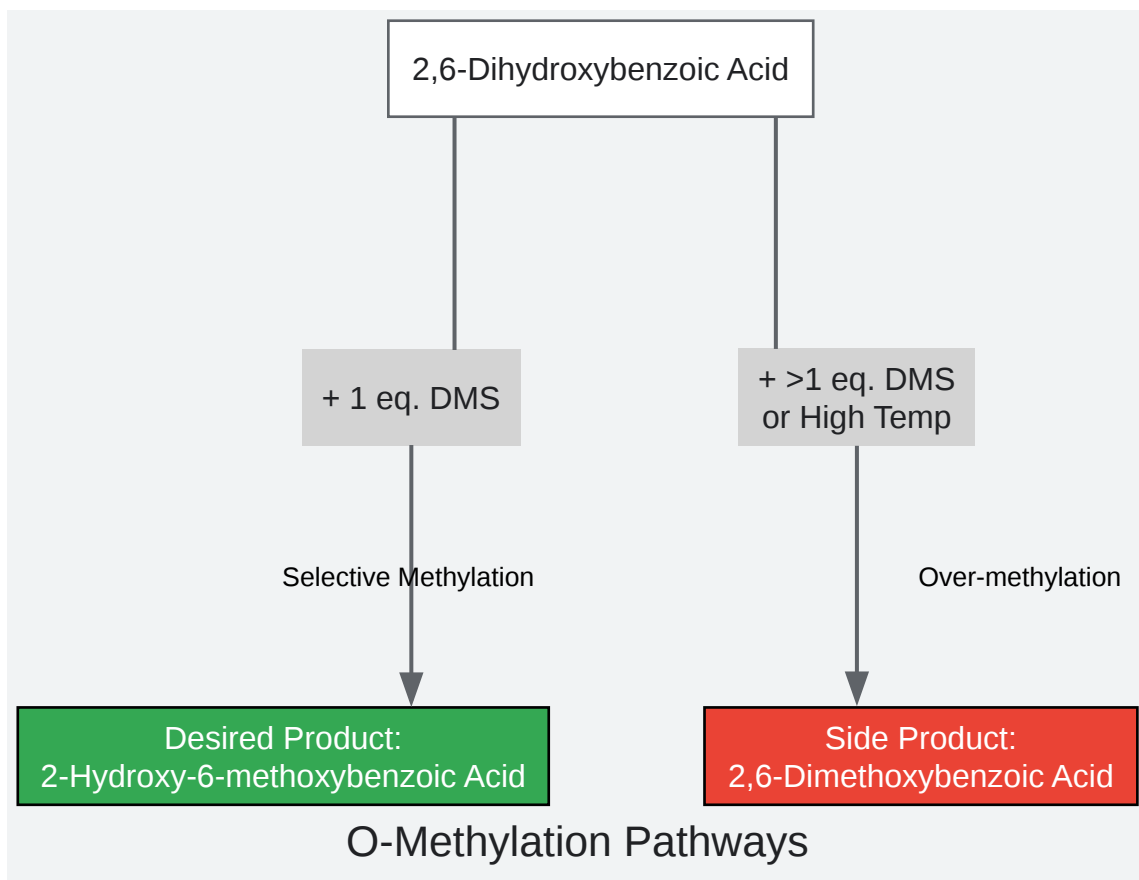 2,6-Dihydroxybenzoic Acid
+ 1 eq. DMS
+ >1 eq. DMS
or High Temp
Selective Methylation
Over-methylation
Desired Product:
2-Hydroxy-6-methoxybenzoic Acid
Side Product:
2,6-Dimethoxybenzoic Acid
O-Methylation Pathways